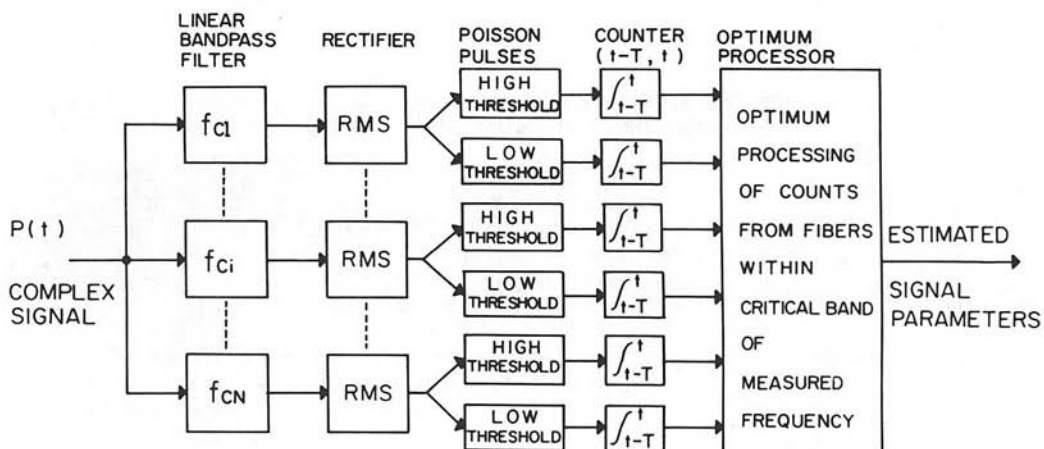 LINEAR
BANDPASS
FILTER
RECTIFIER
POISSON
PULSES
COUNTER
(t-T, t)
OPTIMUM
PROCESSOR
P(t)
COMPLEX
SIGNAL
fC1
RMS
HIGH
THRESHOLD
∫ t t-T
LOW
THRESHOLD
∫ t t-T
fCi
RMS
HIGH
THRESHOLD
∫ t t-T
LOW
THRESHOLD
∫ t t-T
fCN
RMS
HIGH
THRESHOLD
∫ t t-T
LOW
THRESHOLD
∫ t t-T
OPTIMUM
PROCESSING
OF COUNTS
FROM FIBERS
WITHIN
CRITICAL BAND
OF
MEASURED
FREQUENCY
ESTIMATED
SIGNAL
PARAMETERS